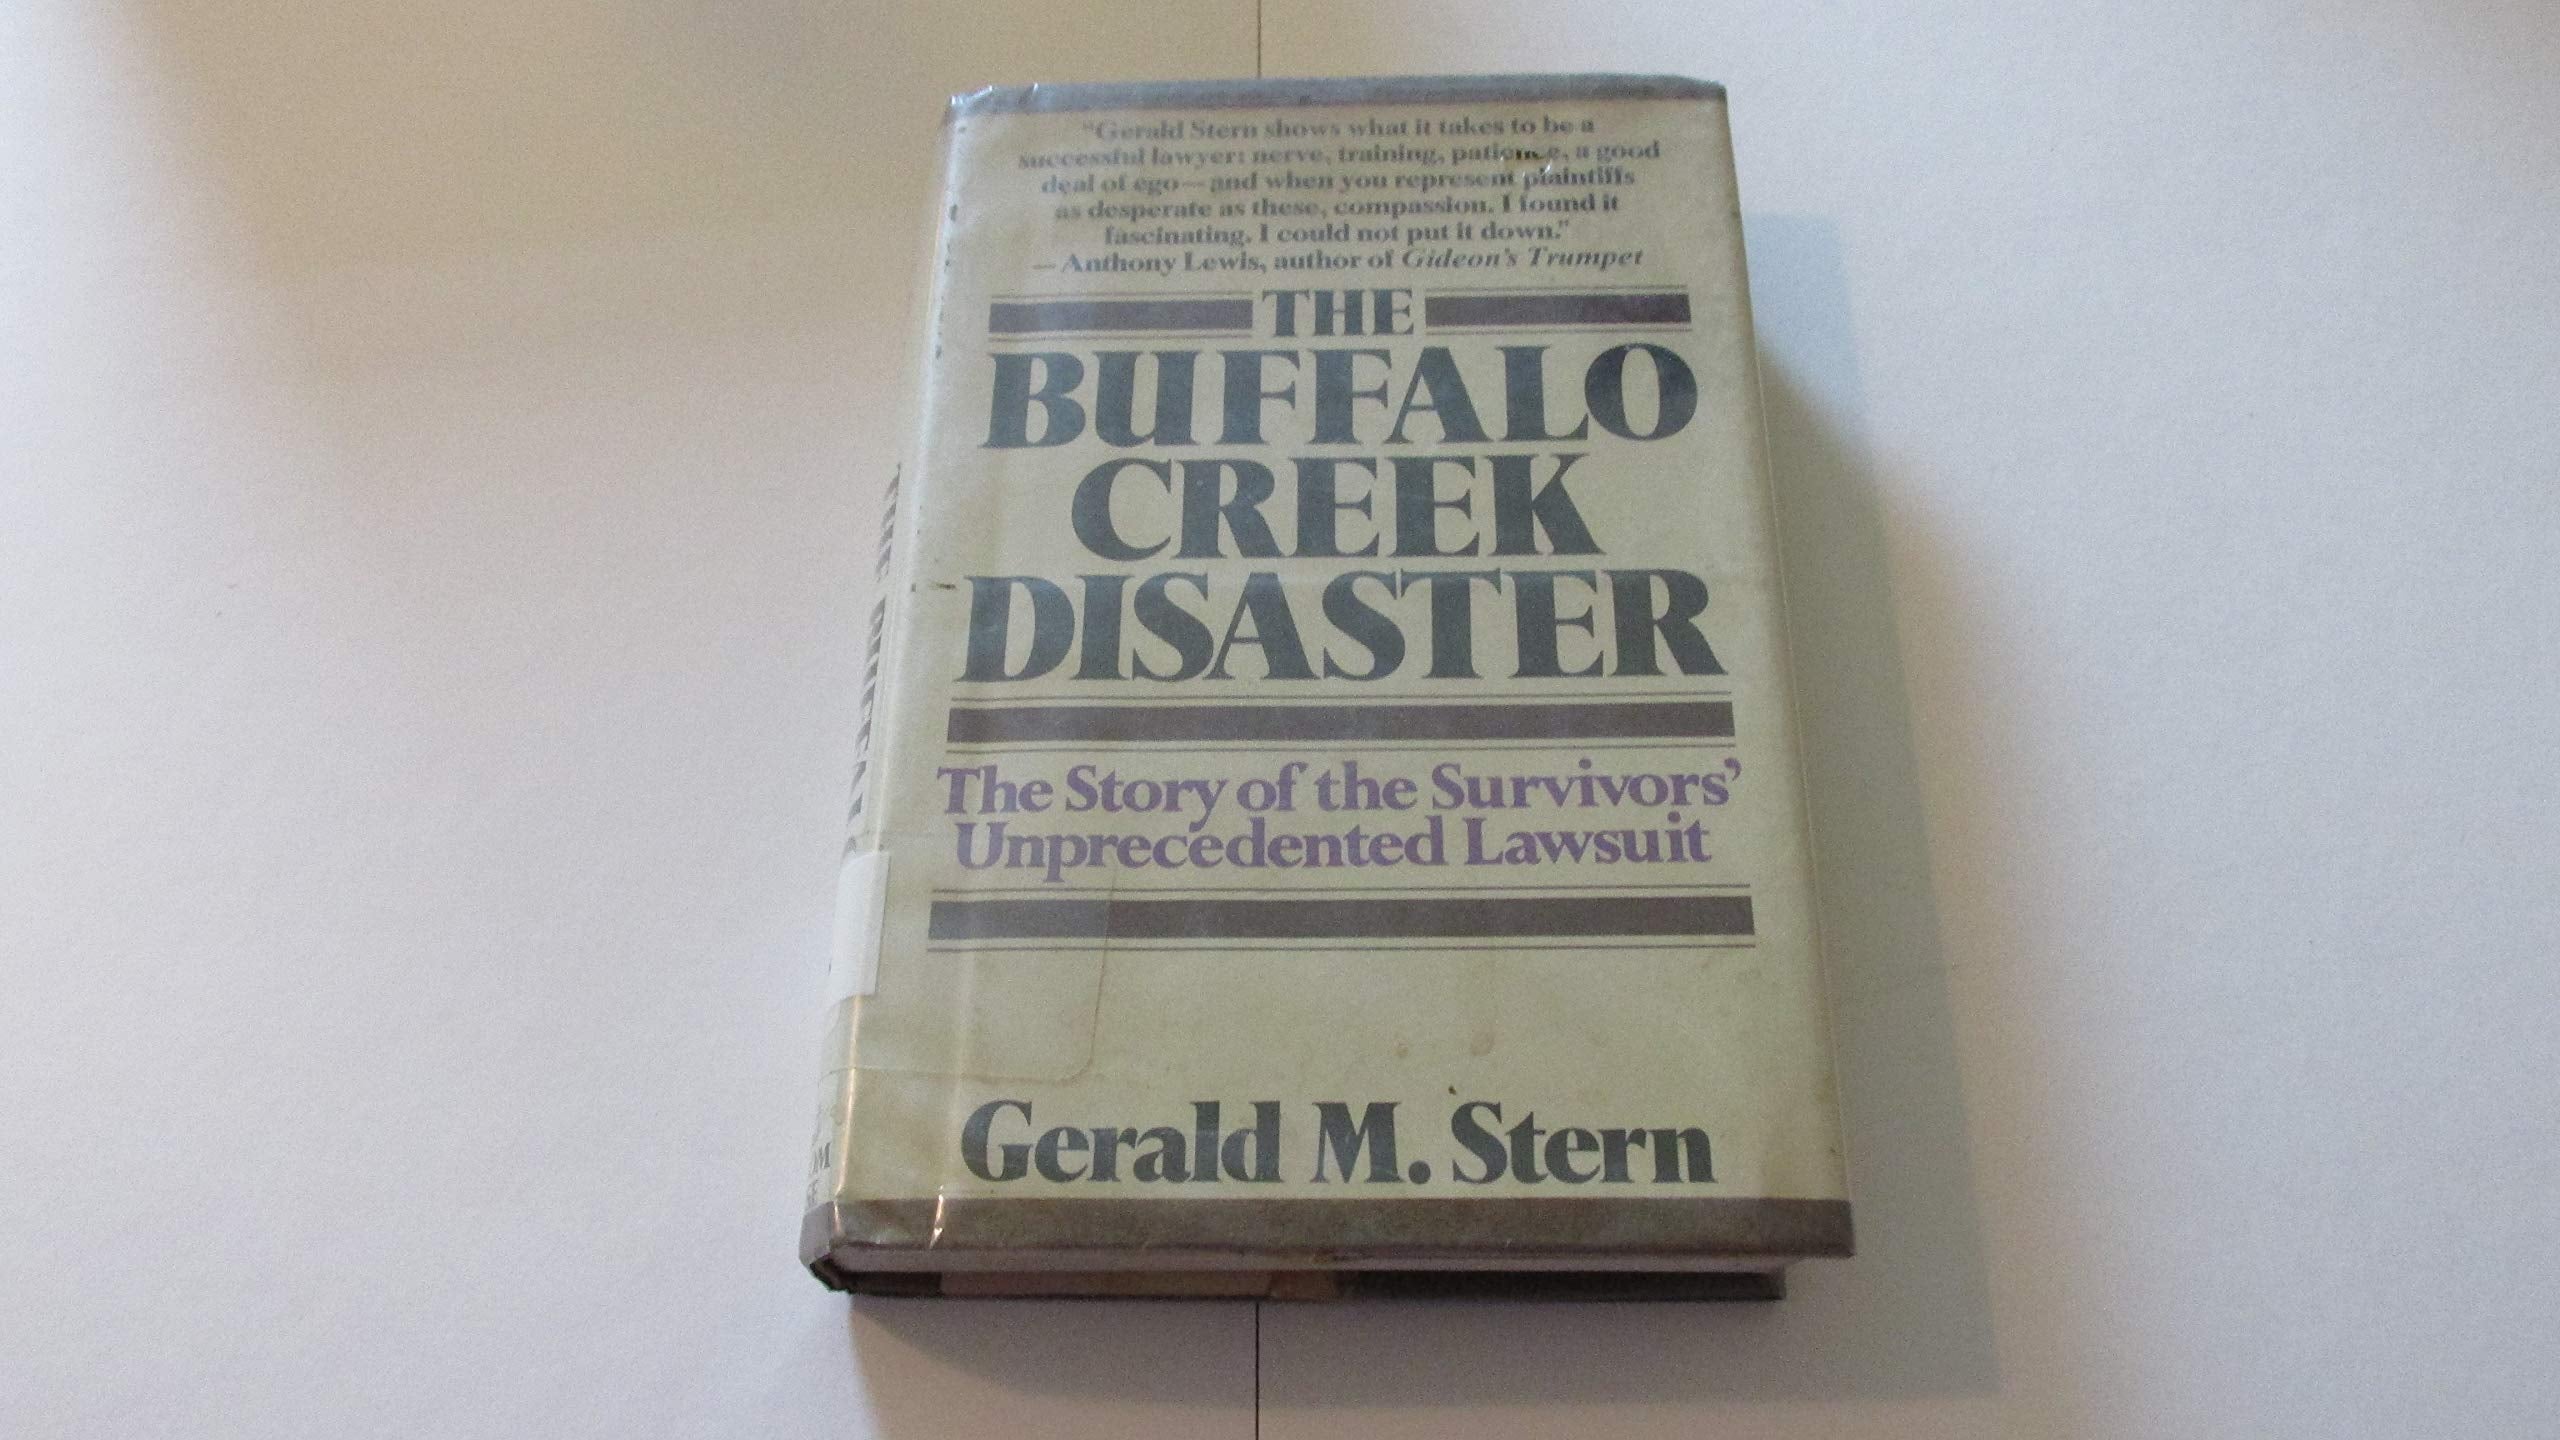 "Gerald Stern shows what it takes to be a
successful lawyer: nerve, training, patience, a good
deal of ego—and when you represent plaintiffs
as desperate as these, compassion. I found it
fascinating. I could not put it down."
—Anthony Lewis, author of Gideon's Trumpet
THE
BUFFALO
CREEK
DISASTER
The Story of the Survivors'
Unprecedented Lawsuit
Gerald M. Stern
THE BUFFALO